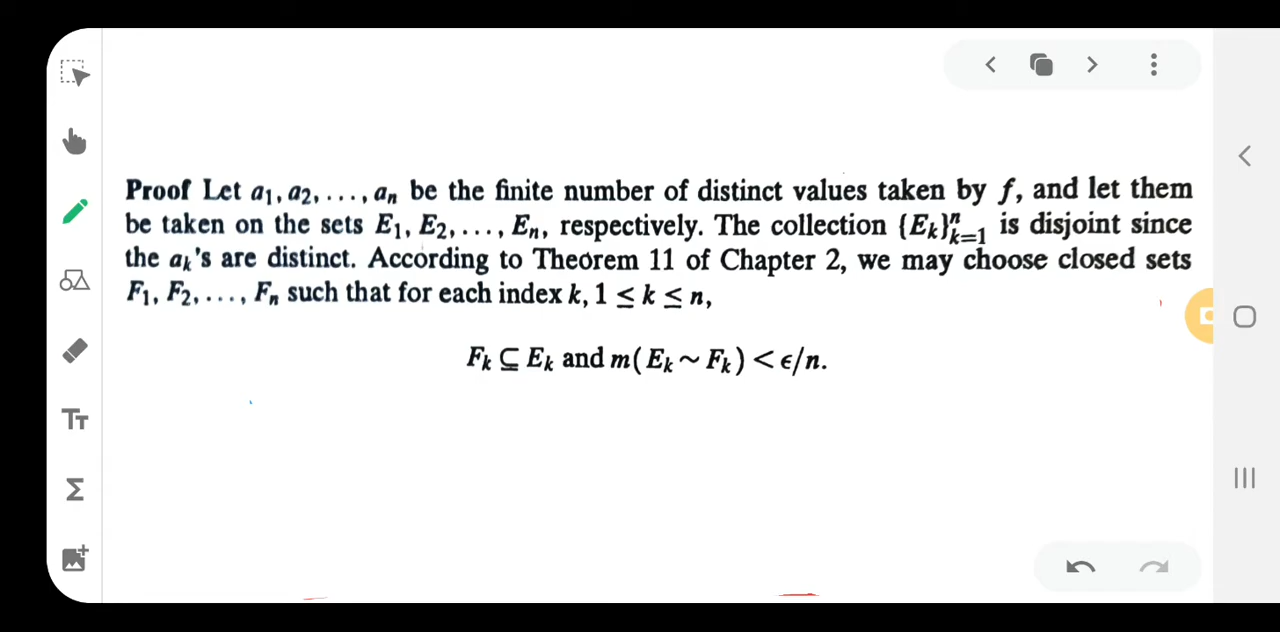 Proof Let a₁, a₂, . . . , aₙ be the finite number of distinct values taken by f, and let them
be taken on the sets E₁, E₂, . . . , Eₙ, respectively. The collection {Eₖ}ⁿₖ₌₁ is disjoint since
the aₖ's are distinct. According to Theorem 11 of Chapter 2, we may choose closed sets
F₁, F₂, . . . , Fₙ such that for each index k, 1 ≤ k ≤ n,
Fₖ ⊆ Eₖ and m(Eₖ ~ Fₖ) < ϵ/n.
Tт
Σ